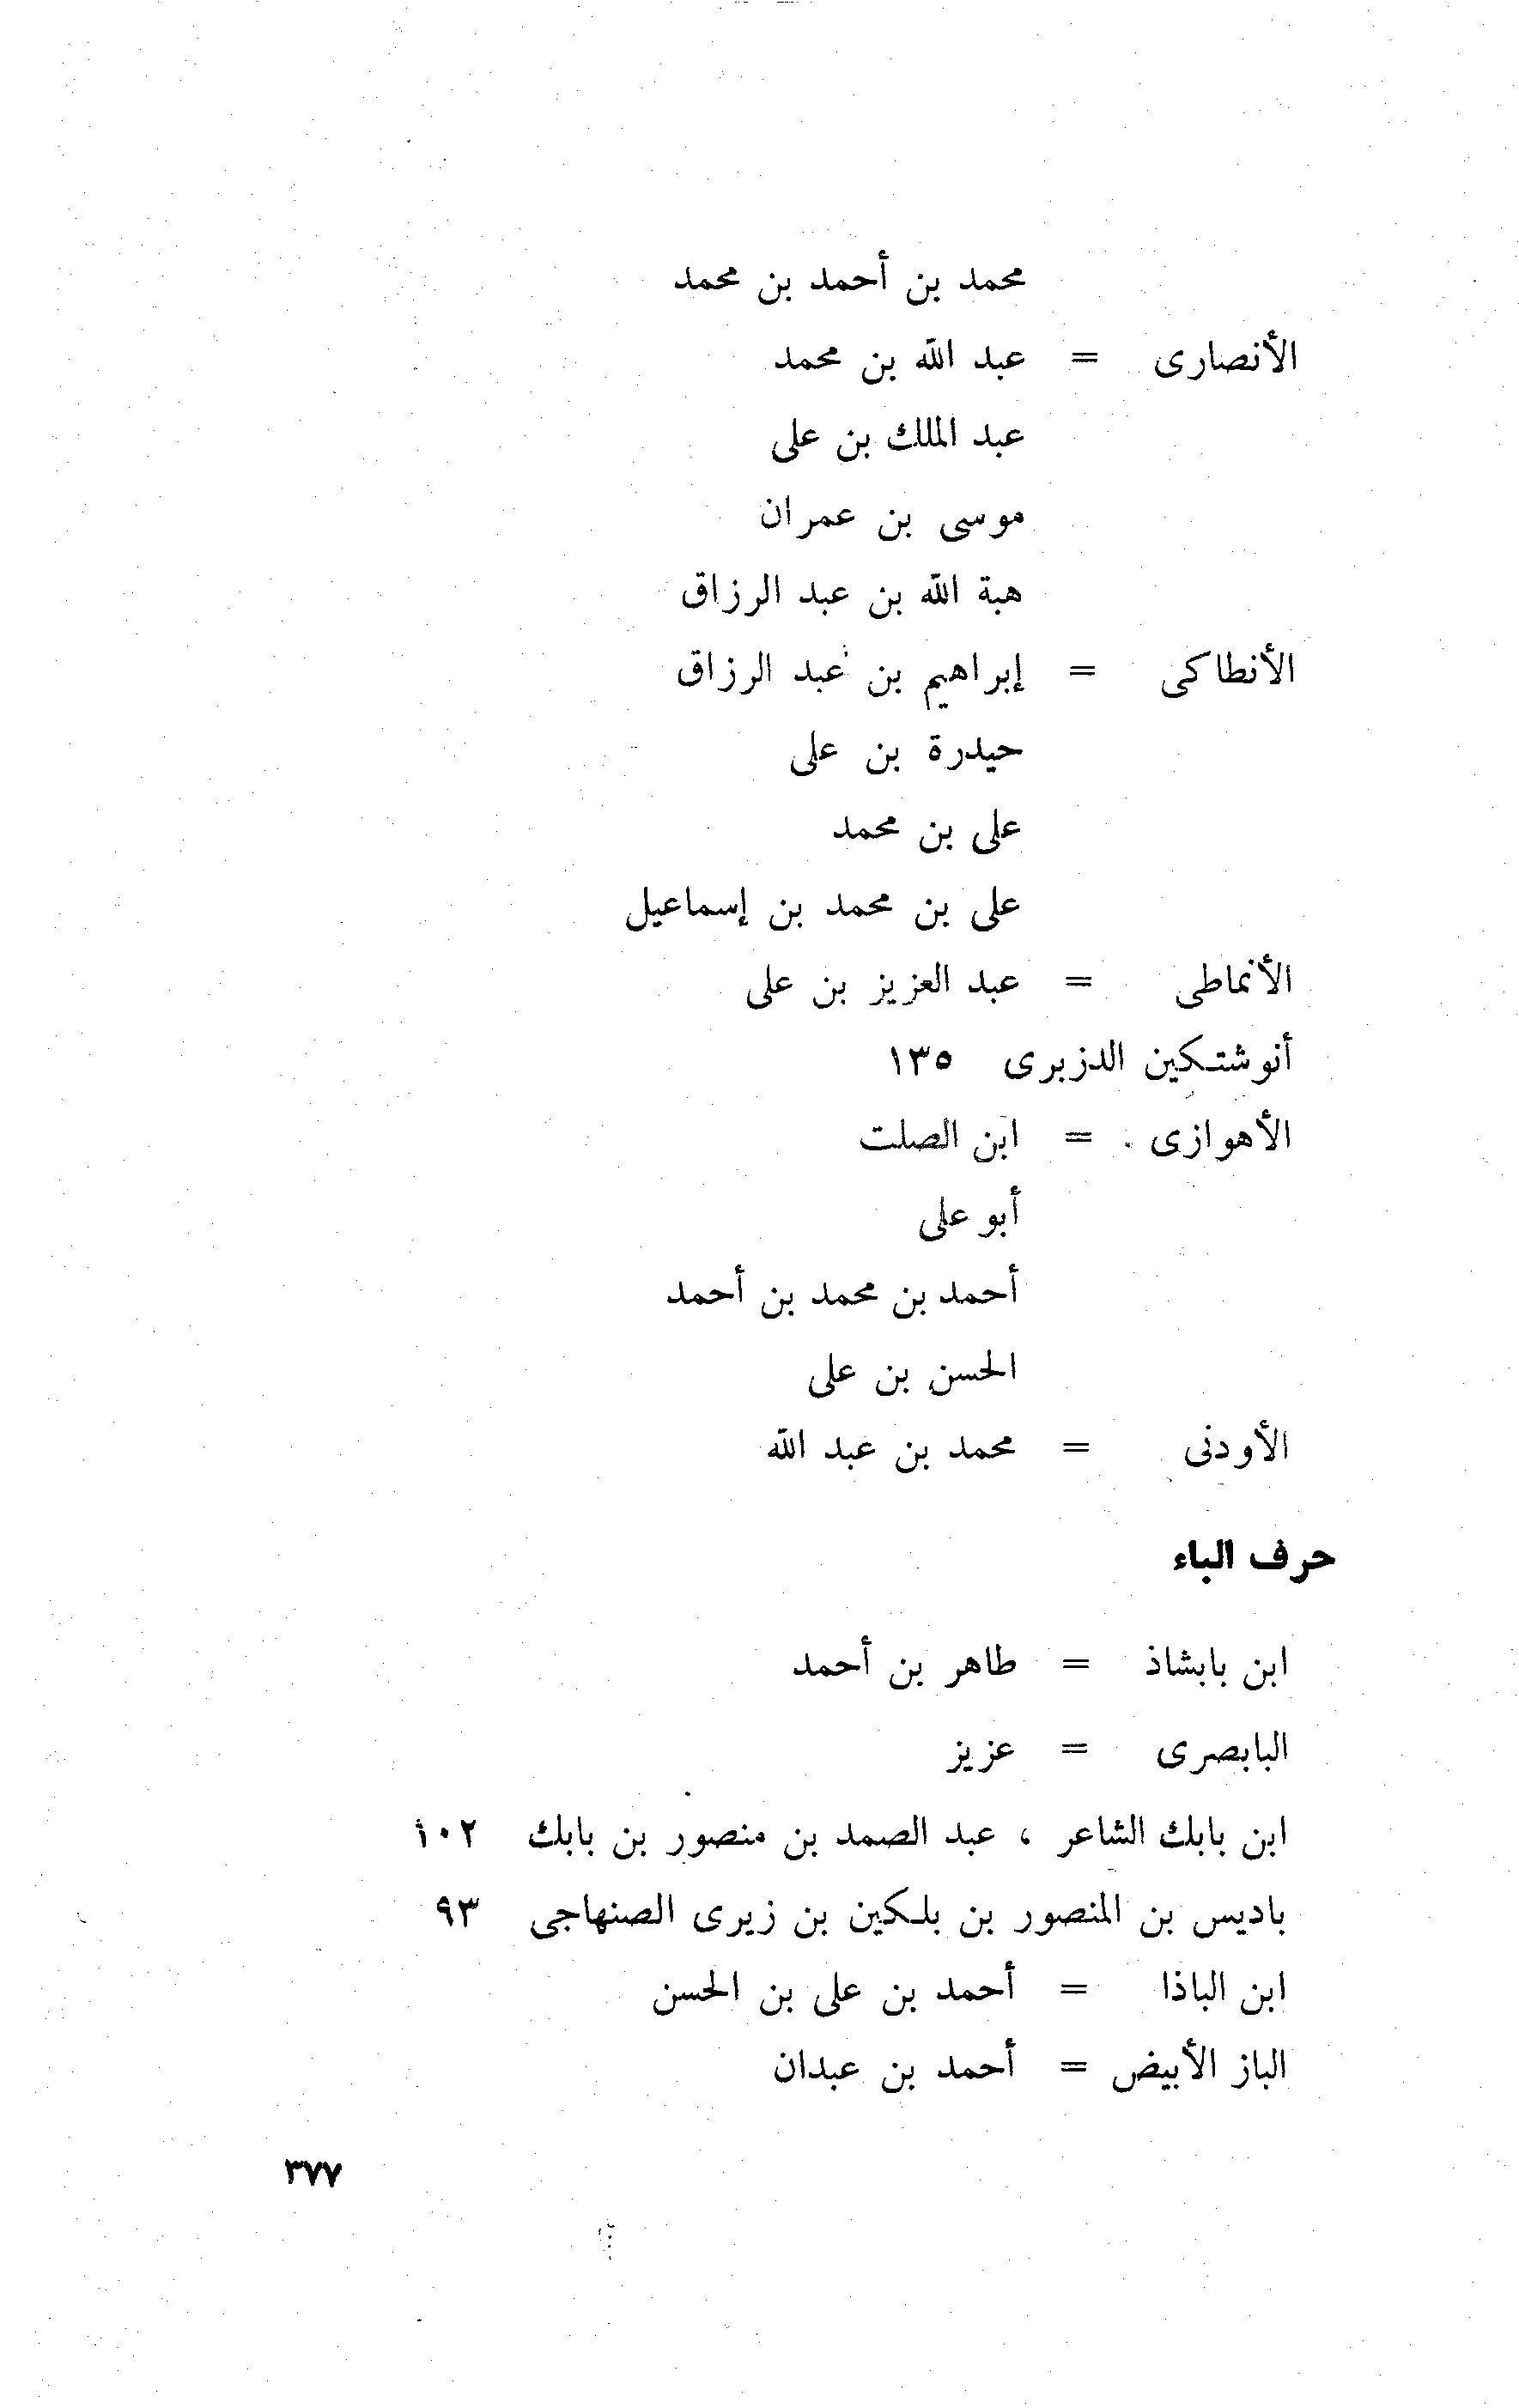 محمد بن أحمد بن محمد
الأنصارى = عبد الله بن محمد
عبد الملك بن على
موسى بن عمران
هبة الله بن عبد الرزاق
الأنطاكى = إبراهيم بن عبد الرزاق
حيدرة بن على
على بن محمد
على بن محمد بن إسماعيل
الأنماطى = عبد العزيز بن على
أنوشتكين الدزبرى ١٣٥
الأهوازى = ابن الصلت
أبو على
أحمد بن محمد بن أحمد
الحسن بن على
الأودنى = محمد بن عبد الله
حرف الباء
ابن بابشاذ = طاهر بن أحمد
البابصرى = عزيز
ابن بابك الشاعر ، عبد الصمد بن منصور بن بابك ١٠٢
باديس بن المنصور بن بلكين بن زيرى الصنهاجى ٩٣
ابن الباذا = أحمد بن على بن الحسن
الباز الأبيض = أحمد بن عبدان
٣٧٧